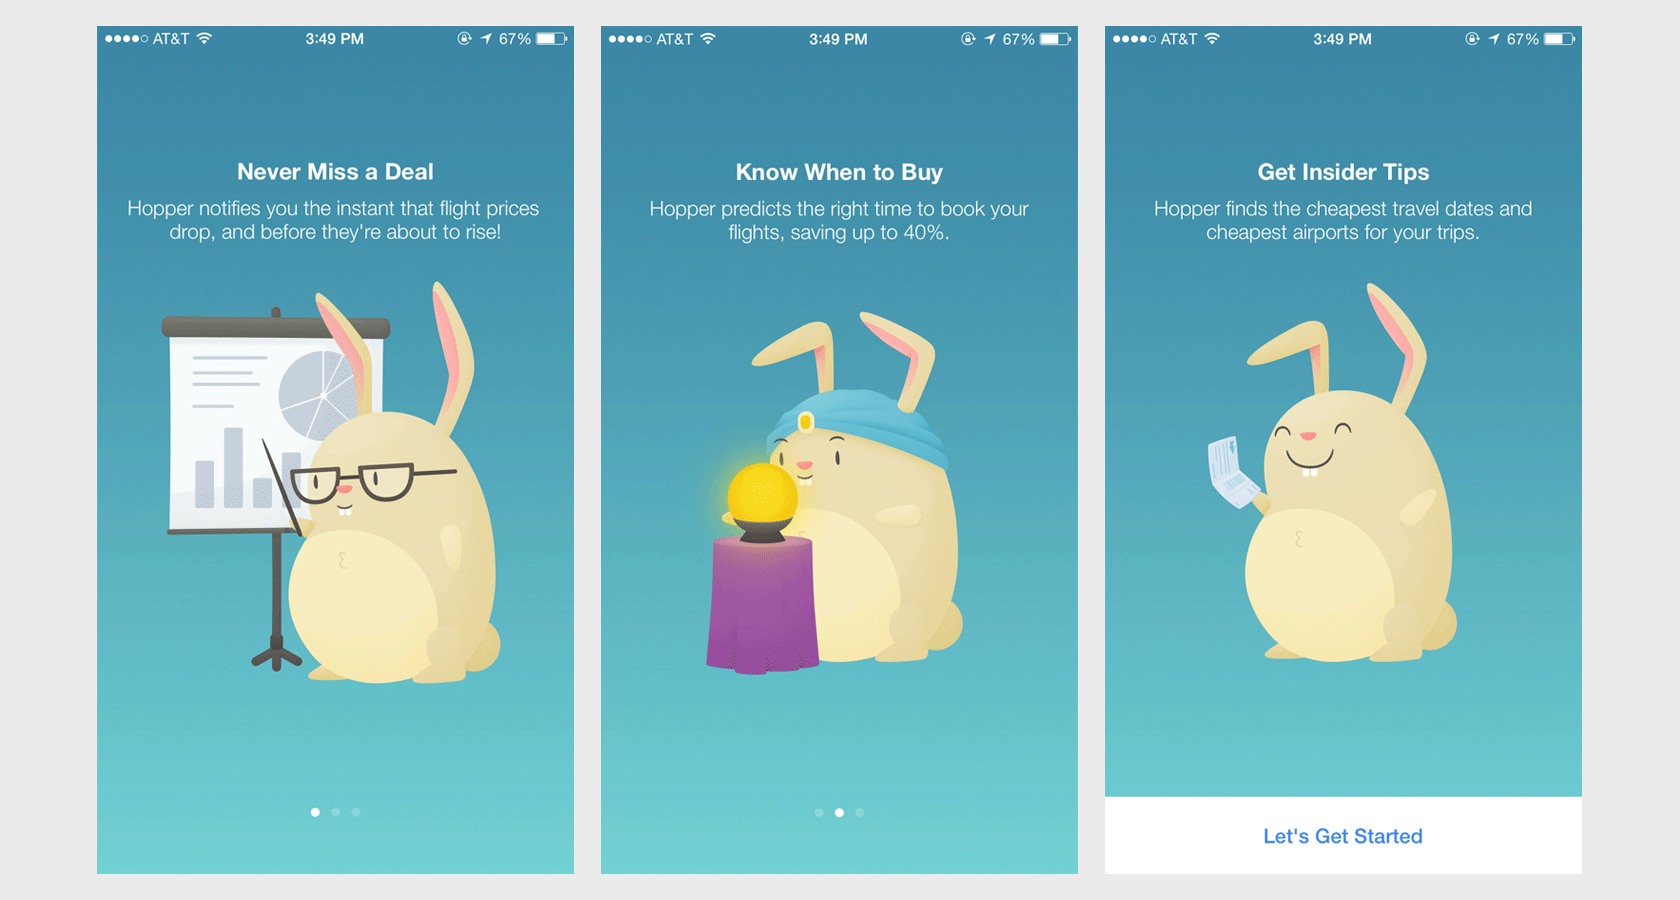 AT&T 3:49 PM 67%
Never Miss a Deal
Hopper notifies you the instant that flight prices
drop, and before they're about to rise!
AT&T 3:49 PM 67%
Know When to Buy
Hopper predicts the right time to book your
flights, saving up to 40%.
AT&T 3:49 PM 67%
Get Insider Tips
Hopper finds the cheapest travel dates and
cheapest airports for your trips.
Let's Get Started